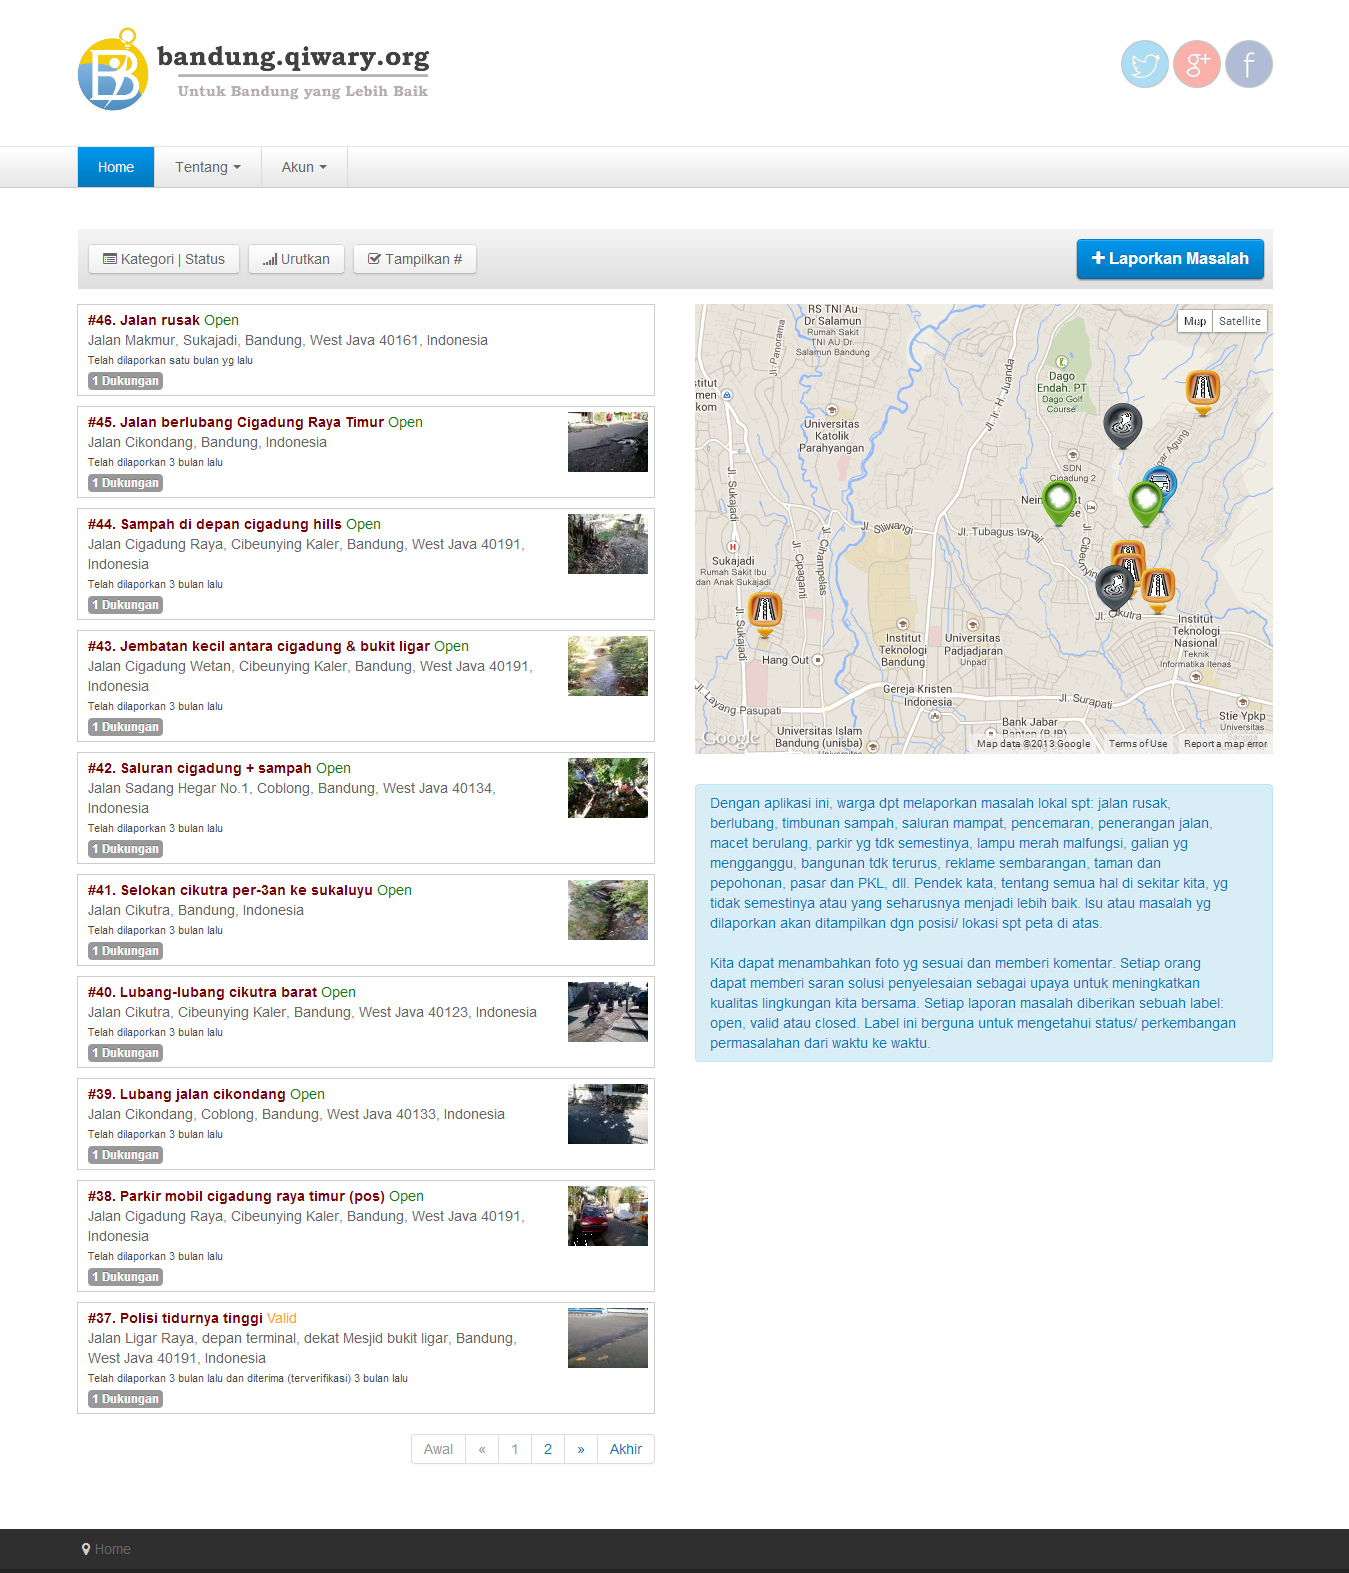 bandung.qiwary.org
Untuk Bandung yang Lebih Baik
Home
Tentang
Akun
Kategori | Status
Urutkan
Tampilkan #
Laporkan Masalah
#46. Jalan rusak Open
Jalan Makmur, Sukajadi, Bandung, West Java 40161, Indonesia
Telah dilaporkan satu bulan yg lalu
1 Dukungan
#45. Jalan berlubang Cigadung Raya Timur Open
Jalan Cikondang, Bandung, Indonesia
Telah dilaporkan 3 bulan lalu
1 Dukungan
#44. Sampah di depan cigadung hills Open
Jalan Cigadung Raya, Cibeunying Kaler, Bandung, West Java 40191,
Indonesia
Telah dilaporkan 3 bulan lalu
1 Dukungan
#43. Jembatan kecil antara cigadung & bukit ligar Open
Jalan Cigadung Wetan, Cibeunying Kaler, Bandung, West Java 40191,
Indonesia
Telah dilaporkan 3 bulan lalu
1 Dukungan
#42. Saluran cigadung + sampah Open
Jalan Sadang Hegar No.1, Coblong, Bandung, West Java 40134,
Indonesia
Telah dilaporkan 3 bulan lalu
1 Dukungan
#41. Selokan cikutra per-3an ke sukaluyu Open
Jalan Cikutra, Bandung, Indonesia
Telah dilaporkan 3 bulan lalu
1 Dukungan
#40. Lubang-lubang cikutra barat Open
Jalan Cikutra, Cibeunying Kaler, Bandung, West Java 40123, Indonesia
Telah dilaporkan 3 bulan lalu
1 Dukungan
#39. Lubang jalan cikondang Open
Jalan Cikondang, Coblong, Bandung, West Java 40133, Indonesia
Telah dilaporkan 3 bulan lalu
1 Dukungan
#38. Parkir mobil cigadung raya timur (pos) Open
Jalan Cigadung Raya, Cibeunying Kaler, Bandung, West Java 40191,
Indonesia
Telah dilaporkan 3 bulan lalu
1 Dukungan
#37. Polisi tidurnya tinggi Valid
Jalan Ligar Raya, depan terminal, dekat Mesjid bukit ligar, Bandung,
West Java 40191, Indonesia
Telah dilaporkan 3 bulan lalu dan diterima (terverifikasi) 3 bulan lalu
1 Dukungan
Awal « 1 2 » Akhir
Map
Satellite
RS TNI Au
Dr Salamun
Rumah Sakit
TNI AU Dr.
Salamun Bandung
Jl. Panorama
Jl. Ir. H. Juanda
Dago
Endah. PT
Dago Golf
Course
Universitas
Katolik
Parahyangan
SDN
Cigadung 2
Jl. Sukajadi
Jl. Siliwangi
Jl. Tubagus Ismail
Sukajadi
Rumah Sakit Ibu
dan Anak Sukajadi
Jl. Cipaganti
Jl. Cihampelas
Jl. Sukajadi
Hang Out
Institut
Teknologi
Bandung
Universitas
Padjadjaran
Unpad
Jl. Cikutra
Institut
Teknologi
Nasional
Teknik
Informatika Itenas
Jl. Layang Pasupati
Gereja Kristen
Indonesia
Jl. Surapati
Universitas Islam
Bandung (unisba)
Bank Jabar
Banten (BJB)
Stie Ypkp
Google
Map data ©2013 Google
Terms of Use
Report a map error
Dengan aplikasi ini, warga dpt melaporkan masalah lokal spt: jalan rusak,
berlubang, timbunan sampah, saluran mampat, pencemaran, penerangan jalan,
macet berulang, parkir yg tdk semestinya, lampu merah malfungsi, galian yg
mengganggu, bangunan tdk terurus, reklame sembarangan, taman dan
pepohonan, pasar dan PKL, dll. Pendek kata, tentang semua hal di sekitar kita, yg
tidak semestinya atau yang seharusnya menjadi lebih baik. Isu atau masalah yg
dilaporkan akan ditampilkan dgn posisi/ lokasi spt peta di atas.
Kita dapat menambahkan foto yg sesuai dan memberi komentar. Setiap orang
dapat memberi saran solusi penyelesaian sebagai upaya untuk meningkatkan
kualitas lingkungan kita bersama. Setiap laporan masalah diberikan sebuah label:
open, valid atau closed. Label ini berguna untuk mengetahui status/ perkembangan
permasalahan dari waktu ke waktu.
Home